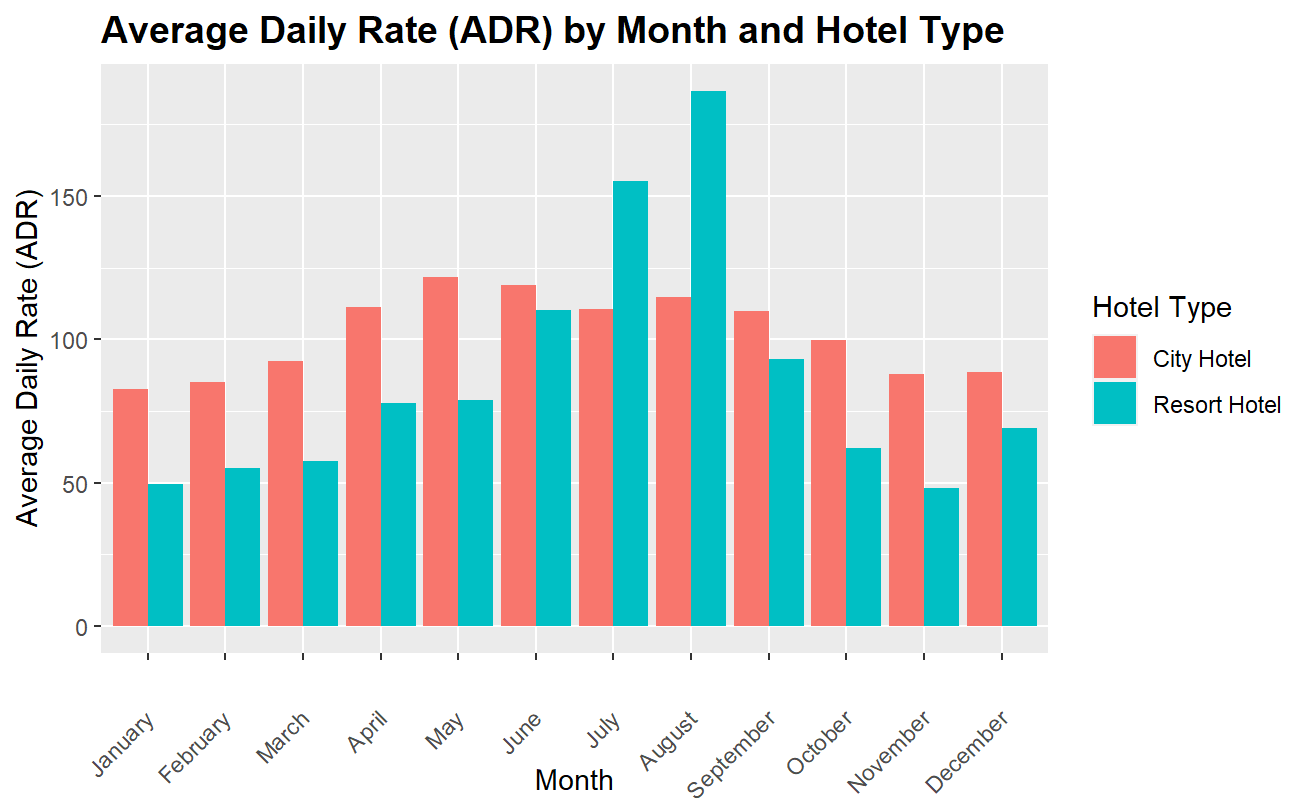 Average Daily Rate (ADR) by Month and Hotel Type
Average Daily Rate (ADR)
150
100
50
0
January
February
March
April
May
June
July
August
September
October
November
December
Month
Hotel Type
City Hotel
Resort Hotel